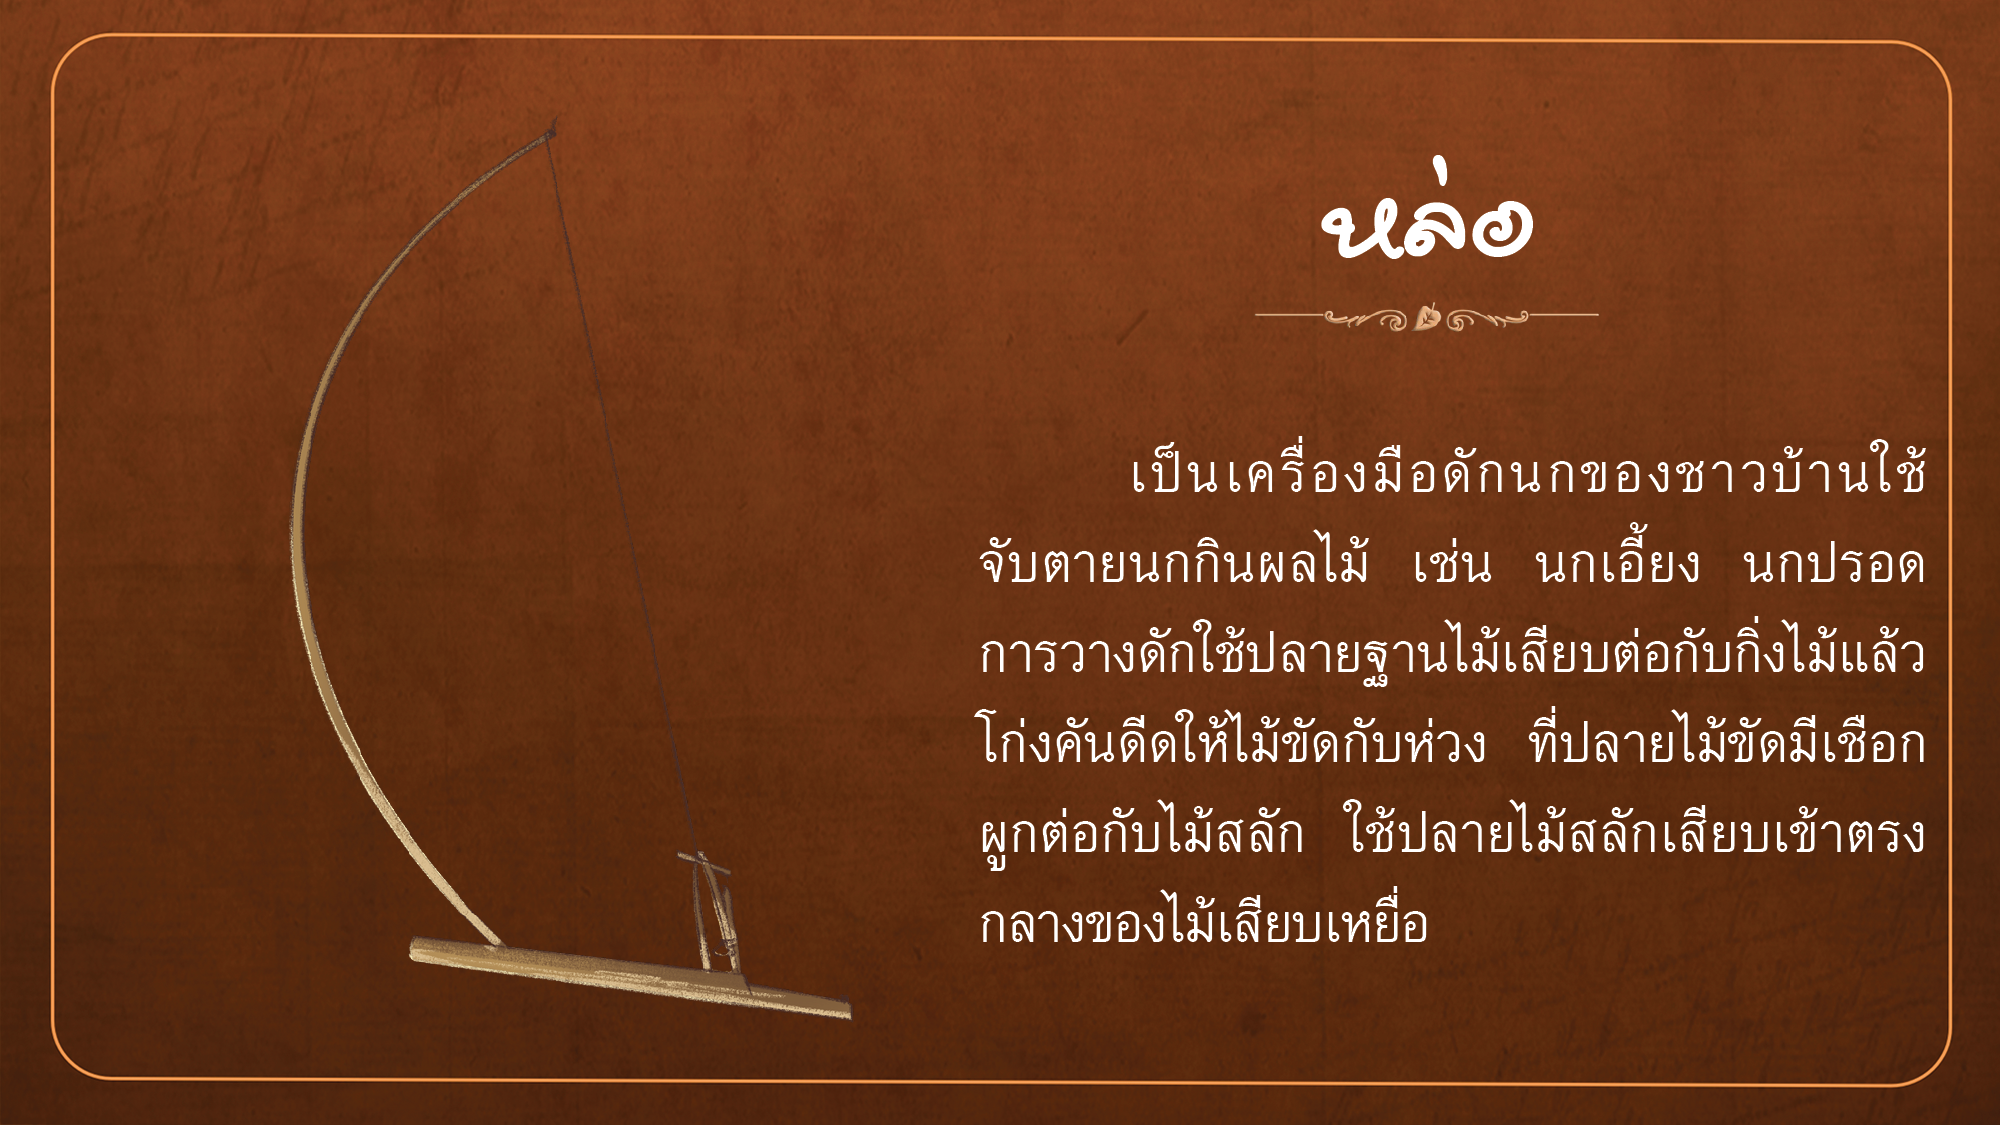 หล่อ
เป็นเครื่องมือดักนกของชาวบ้านใช้
จับตายนกกินผลไม้ เช่น นกเอี้ยง นกปรอด
การวางดักใช้ปลายฐานไม้เสียบต่อกับกิ่งไม้แล้ว
โก่งคันดีดให้ไม้ขัดกับห่วง ที่ปลายไม้ขัดมีเชือก
ผูกต่อกับไม้สลัก ใช้ปลายไม้สลักเสียบเข้าตรง
กลางของไม้เสียบเหยื่อ